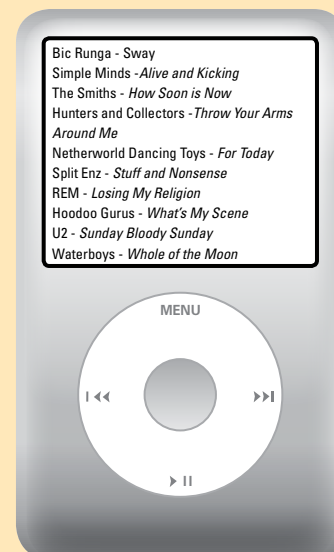 Bic Runga - Sway
Simple Minds -Alive and Kicking
The Smiths - How Soon is Now
Hunters and Collectors -Throw Your Arms
Around Me
Netherworld Dancing Toys - For Today
Split Enz - Stuff and Nonsense
REM - Losing My Religion
Hoodoo Gurus - What's My Scene
U2 - Sunday Bloody Sunday
Waterboys - Whole of the Moon
MENU